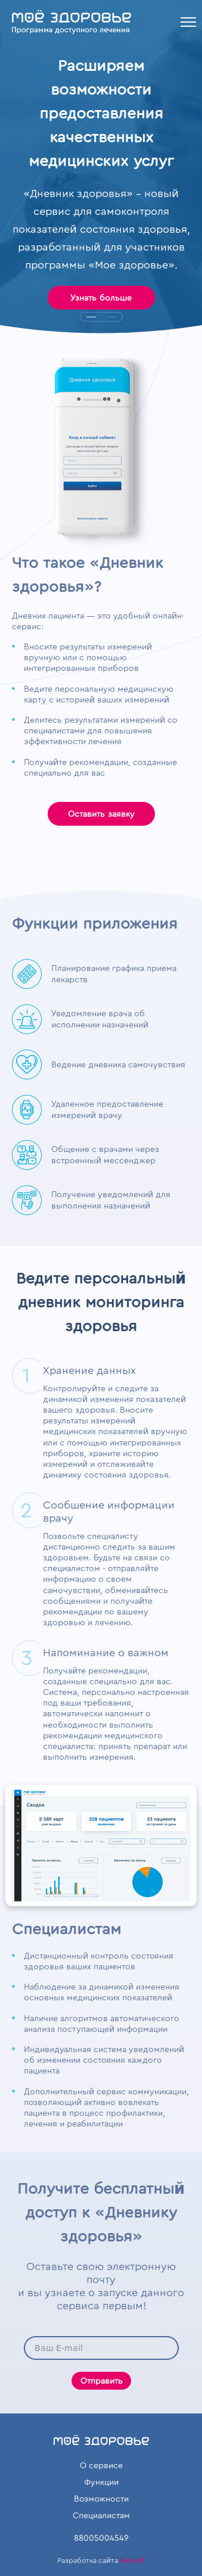 МОЁ ЗДОРОВЬЕ
Программа доступного лечения
Расширяем
возможности
предоставления
качественных
медицинских услуг
«Дневник здоровья» – новый
сервис для самоконтроля
показателей состояния здоровья,
разработанный для участников
программы «Мое здоровье».
Узнать больше
Дневник здоровья
Вход в личный кабинет
Войти
Что такое «Дневник
здоровья»?
Дневник пациента — это удобный онлайн-
сервис:
Вносите результаты измерений
вручную или с помощью
интегрированных приборов
Ведите персональную медицинскую
карту с историей ваших измерений
Делитесь результатами измерений со
специалистами для повышения
эффективности лечения
Получайте рекомендации, созданные
специально для вас
Оставить заявку
Функции приложения
Планирование графика приема
лекарств
Уведомление врача об
исполнении назначений
Ведение дневника самочувствия
Удаленное предоставление
измерений врачу
Общение с врачами через
встроенный мессенджер
Получение уведомлений для
выполнения назначений
Ведите персональный
дневник мониторинга
здоровья
1
Хранение данных
Контролируйте и следите за
динамикой изменения показателей
вашего здоровья. Вносите
результаты измерений
медицинских показателей вручную
или с помощью интегрированных
приборов, храните историю
измерений и отслеживайте
динамику состояния здоровья.
2
Сообщение информации
врачу
Позвольте специалисту
дистанционно следить за вашим
здоровьем. Будьте на связи со
специалистом - отправляйте
информацию о своем
самочувствии, обменивайтесь
сообщениями и получайте
рекомендации по вашему
здоровью и лечению.
3
Напоминание о важном
Получайте рекомендации,
созданные специально для вас.
Система, персонально настроенная
под ваши требования,
автоматически напомнит о
необходимости выполнить
рекомендации медицинского
специалиста: принять препарат или
выполнить измерения.
МОЁ ЗДОРОВЬЕ
Сводка
2 589 карт
358 пациентов
23 пациента
Специалистам
Дистанционный контроль состояния
здоровья ваших пациентов
Наблюдение за динамикой изменения
основных медицинских показателей
Наличие алгоритмов автоматического
анализа поступающей информации
Индивидуальная система уведомлений
об изменении состояния каждого
пациента
Дополнительный сервис коммуникации,
позволяющий активно вовлекать
пациента в процесс профилактики,
лечения и реабилитации
Получите бесплатный
доступ к «Дневнику
здоровья»
Оставьте свою электронную
почту
и вы узнаете о запуске данного
сервиса первым!
Ваш E-mail
Отправить
МОЁ ЗДОРОВЬЕ
О сервисе
Функции
Возможности
Специалистам
88005004549
Разработка сайта